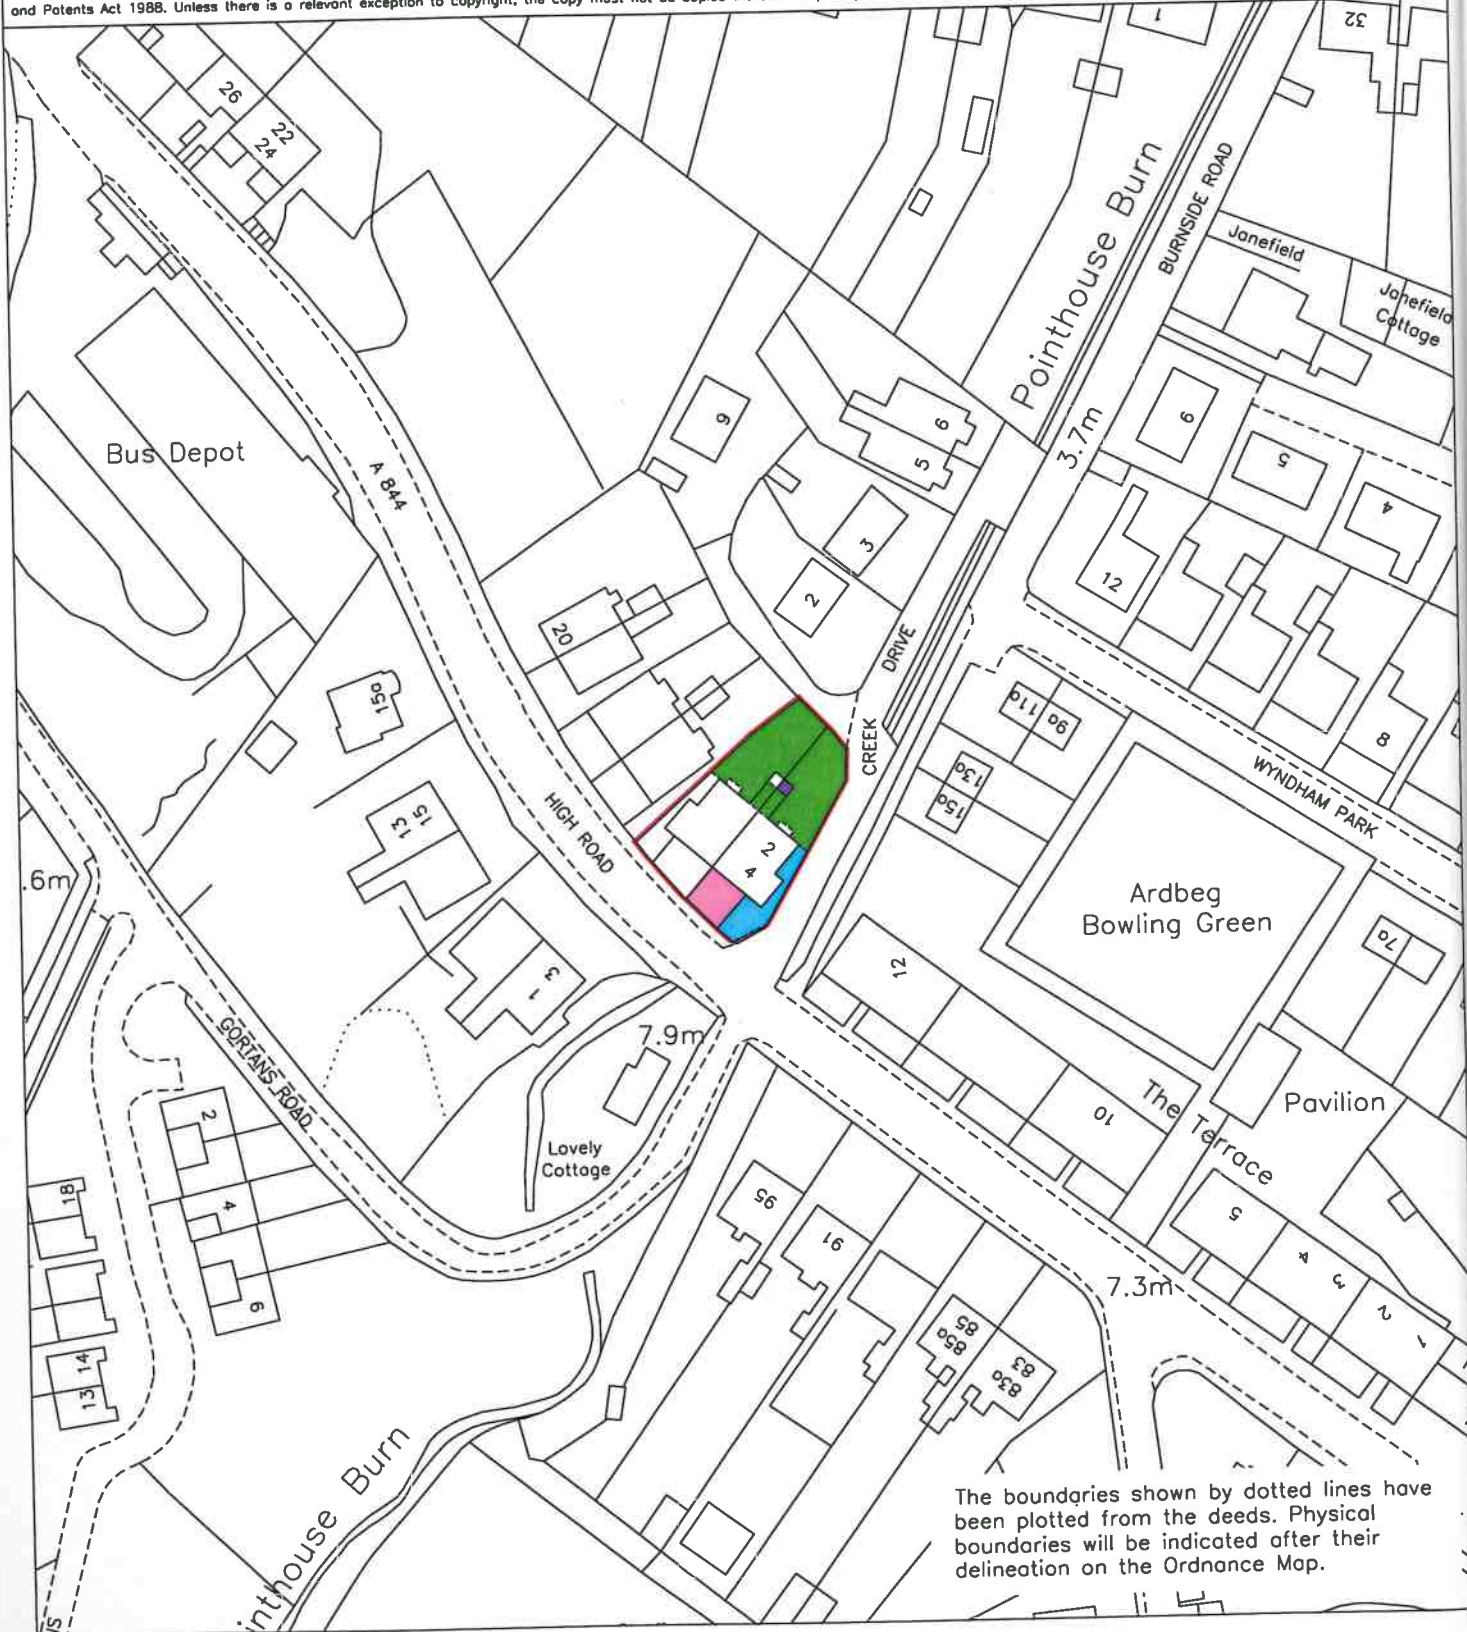 and Patents Act 1988. Unless there is a relevant exception to copyright, the copy must not be copied
1
32
26
22
24
Pointhouse Burn
BURNSIDE ROAD
Janefield
Janefield
Cottage
Bus Depot
A 844
9
6
5
3
2
3.7m
6
5
4
12
20
DRIVE
CREEK
15a
11a
9a
13a
15a
8
WYNDHAM PARK
HIGH ROAD
13
15
2
4
.6m
Ardbeg
Bowling Green
7a
12
1
3
7.9m
GORTANS ROAD
Lovely
Cottage
10
The Terrace
Pavilion
2
4
6
18
14
13
95
91
85
85a
83
83a
5
4
3
2
1
7.3m
inthouse Burn
The boundaries shown by dotted lines have
been plotted from the deeds. Physical
boundaries will be indicated after their
delineation on the Ordnance Map.